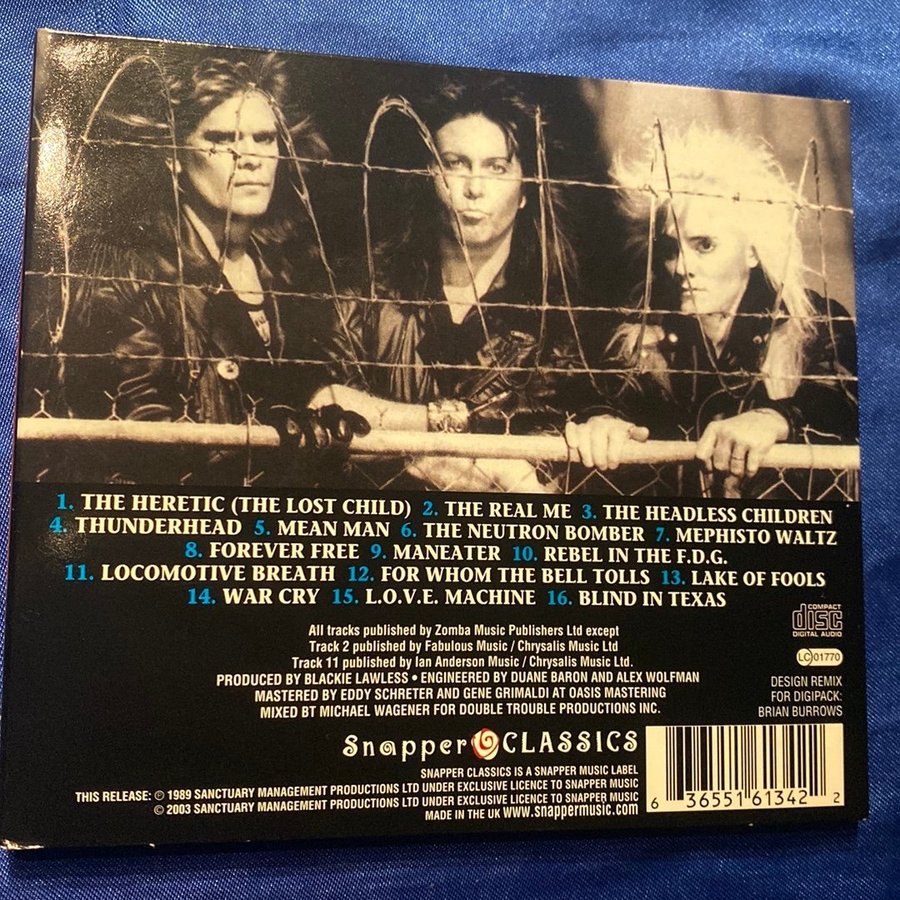 1. THE HERETIC (THE LOST CHILD) 2. THE REAL ME 3. THE HEADLESS CHILDREN
4. THUNDERHEAD 5. MEAN MAN 6. THE NEUTRON BOMBER 7. MEPHISTO WALTZ
8. FOREVER FREE 9. MANEATER 10. REBEL IN THE F.D.G.
11. LOCOMOTIVE BREATH 12. FOR WHOM THE BELL TOLLS 13. LAKE OF FOOLS
14. WAR CRY 15. L.O.V.E. MACHINE 16. BLIND IN TEXAS
All tracks published by Zomba Music Publishers Ltd except
Track 2 published by Fabulous Music / Chrysalis Music Ltd
Track 11 published by Ian Anderson Music / Chrysalis Music Ltd.
PRODUCED BY BLACKIE LAWLESS • ENGINEERED BY DUANE BARON AND ALEX WOLFMAN
MASTERED BY EDDY SCHRETER AND GENE GRIMALDI AT OASIS MASTERING
MIXED BT MICHAEL WAGENER FOR DOUBLE TROUBLE PRODUCTIONS INC.
COMPACT
disc
DIGITAL AUDIO
LC 01770
DESIGN REMIX
FOR DIGIPACK:
BRIAN BURROWS
Snapper CLASSICS
SNAPPER CLASSICS IS A SNAPPER MUSIC LABEL
THIS RELEASE: ℗ 1989 SANCTUARY MANAGEMENT PRODUCTIONS LTD UNDER EXCLUSIVE LICENCE TO SNAPPER MUSIC
© 2003 SANCTUARY MANAGEMENT PRODUCTIONS LTD UNDER EXCLUSIVE LICENCE TO SNAPPER MUSIC
MADE IN THE UK www.snappermusic.com
6 36551 61342 2